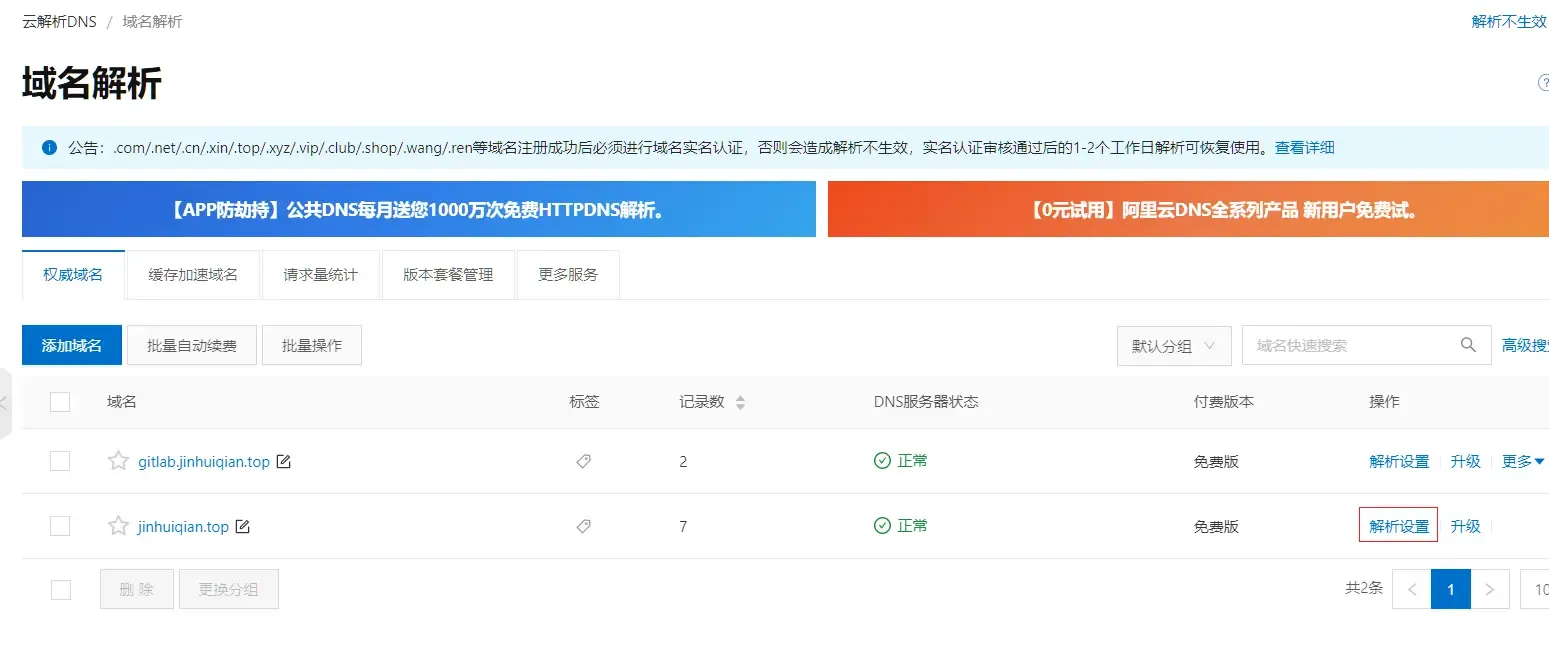 云解析DNS / 域名解析 解析不生效
域名解析
公告：.com/.net/.cn/.xin/.top/.xyz/.vip/.club/.shop/.wang/.ren等域名注册成功后必须进行域名实名认证，否则会造成解析不生效，实名认证审核通过后的1-2个工作日解析可恢复使用。查看详细
【APP防劫持】公共DNS每月送您1000万次免费HTTPDNS解析。 【0元试用】阿里云DNS全系列产品 新用户免费试。
权威域名 缓存加速域名 请求量统计 版本套餐管理 更多服务
添加域名 批量自动续费 批量操作 默认分组 域名快速搜索 高级搜
域名 标签 记录数 DNS服务器状态 付费版本 操作
gitlab.jinhuiqian.top 2 正常 免费版 解析设置 升级 更多
jinhuiqian.top 7 正常 免费版 解析设置 升级
删 除 更换分组 共2条 < 1 > 10